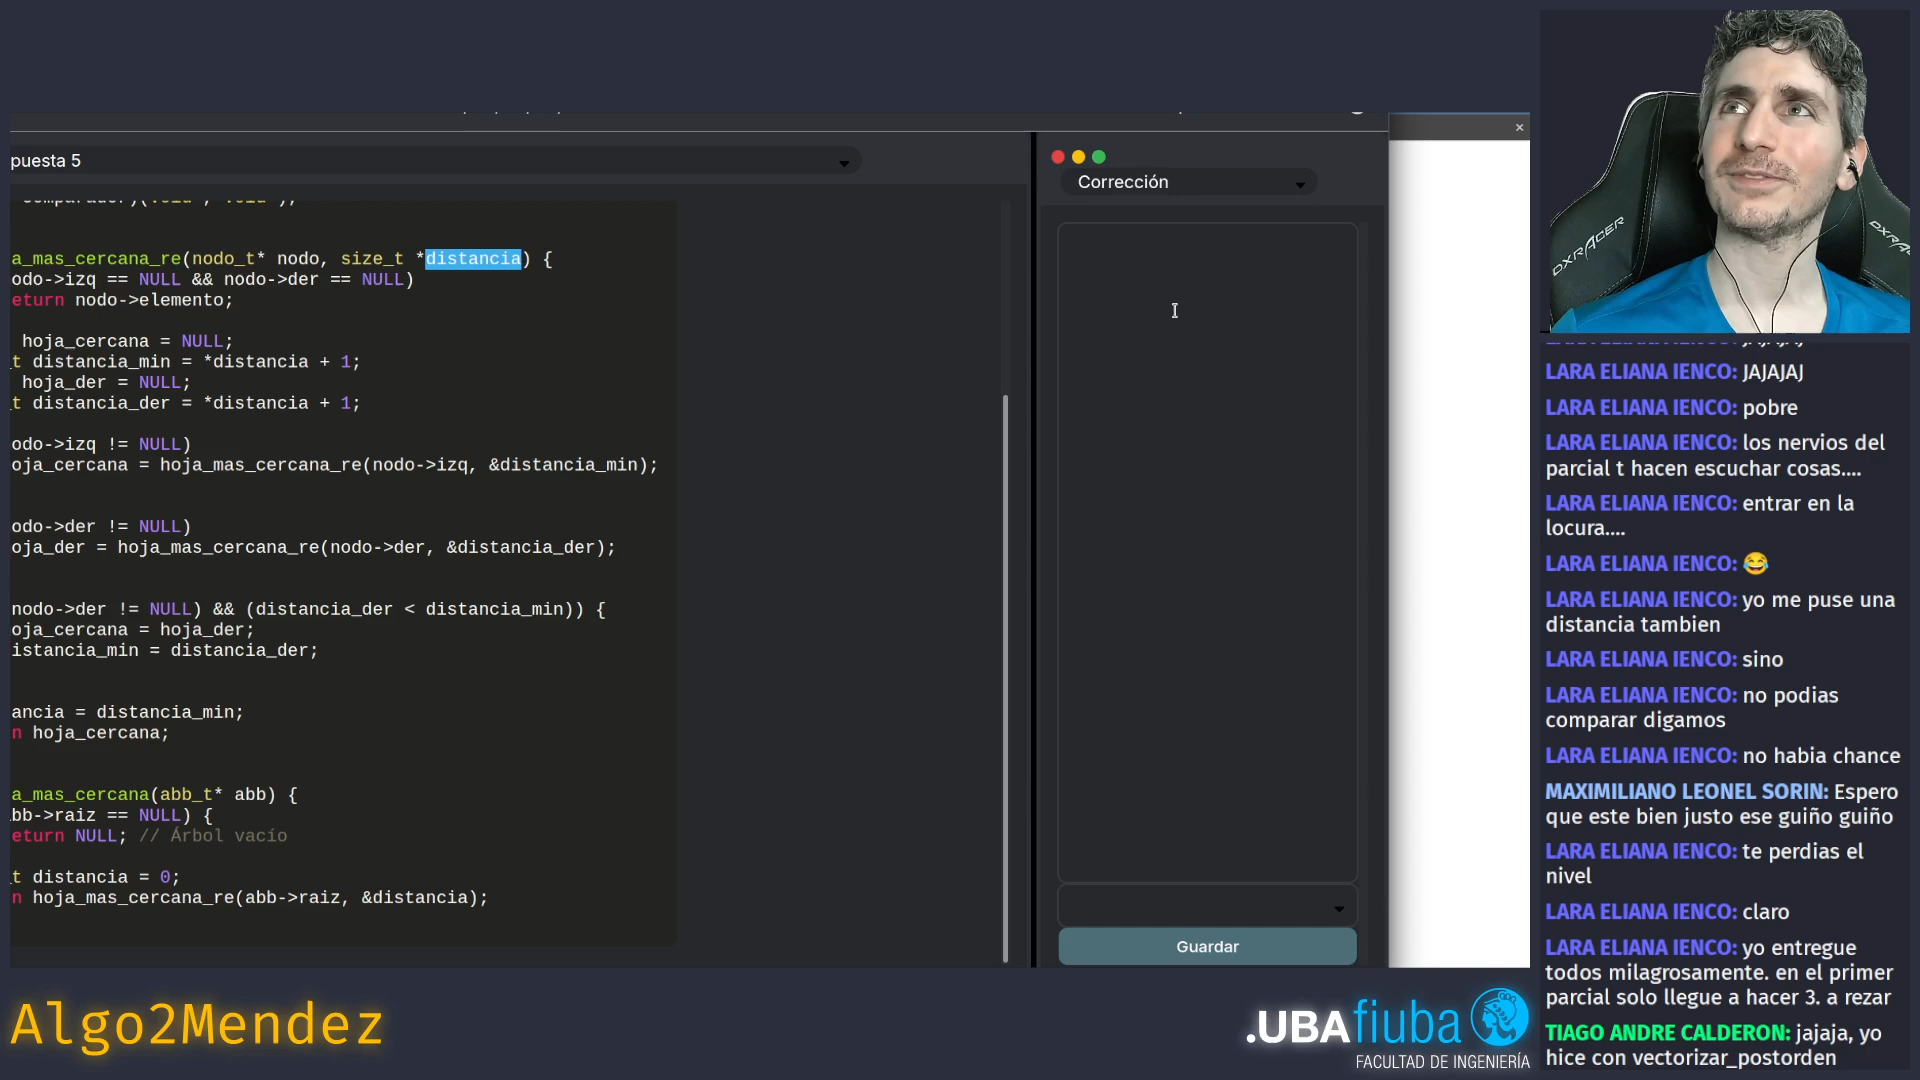 puesta 5
a_mas_cercana_re(nodo_t* nodo, size_t *distancia) {
odo->izq == NULL && nodo->der == NULL)
eturn nodo->elemento;
hoja_cercana = NULL;
t distancia_min = *distancia + 1;
hoja_der = NULL;
t distancia_der = *distancia + 1;
odo->izq != NULL)
oja_cercana = hoja_mas_cercana_re(nodo->izq, &distancia_min);
odo->der != NULL)
oja_der = hoja_mas_cercana_re(nodo->der, &distancia_der);
nodo->der != NULL) && (distancia_der < distancia_min)) {
oja_cercana = hoja_der;
istancia_min = distancia_der;
ancia = distancia_min;
n hoja_cercana;
a_mas_cercana(abb_t* abb) {
bb->raiz == NULL) {
eturn NULL; // Árbol vacío
t distancia = 0;
n hoja_mas_cercana_re(abb->raiz, &distancia);
Corrección
Guardar
×
DXRACER
LARA ELIANA IENCO: JAJAJAJ
LARA ELIANA IENCO: pobre
LARA ELIANA IENCO: los nervios del
parcial t hacen escuchar cosas....
LARA ELIANA IENCO: entrar en la
locura....
LARA ELIANA IENCO: 😂
LARA ELIANA IENCO: yo me puse una
distancia tambien
LARA ELIANA IENCO: sino
LARA ELIANA IENCO: no podias
comparar digamos
LARA ELIANA IENCO: no habia chance
MAXIMILIANO LEONEL SORIN: Espero
que este bien justo ese guiño guiño
LARA ELIANA IENCO: te perdias el
nivel
LARA ELIANA IENCO: claro
LARA ELIANA IENCO: yo entregue
todos milagrosamente. en el primer
parcial solo llegue a hacer 3. a rezar
TIAGO ANDRE CALDERON: jajaja, yo
hice con vectorizar_postorden
Algo2Mendez
.UBAfiuba
FACULTAD DE INGENIERÍA